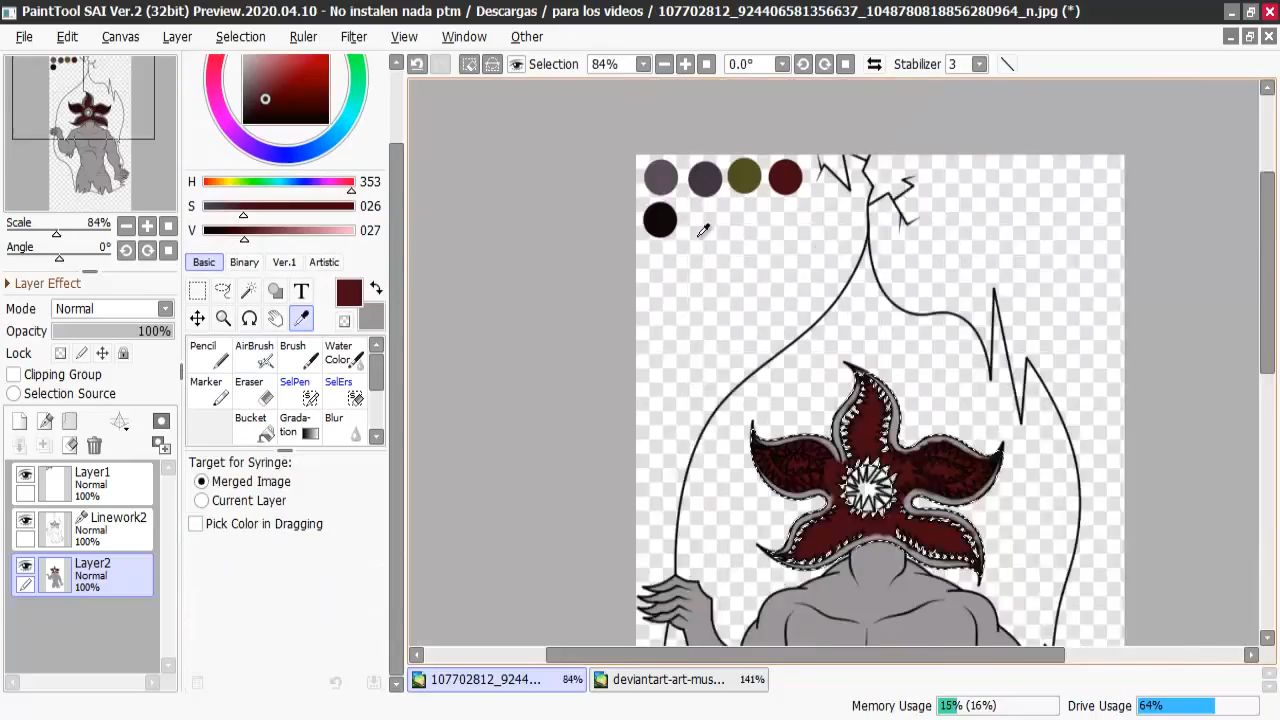 PaintTool SAI Ver.2 (32bit) Preview.2020.04.10 - No instalen nada ptm / Descargas / para los videos / 107702812_924406581356637_1048780818856280964_n.jpg (*)
File Edit Canvas Layer Selection Ruler Filter View Window Other
Selection 84% 0.0° Stabilizer 3
Scale 84%
Angle 0°
Layer Effect
Mode Normal
Opacity 100%
Lock
Clipping Group
Selection Source
Layer1
Normal
100%
Linework2
Normal
100%
Layer2
Normal
100%
H 353
S 026
V 027
Basic Binary Ver.1 Artistic
T
Pencil AirBrush Brush Water Color
Marker Eraser SelPen SelErs
Bucket Gradation Blur
Target for Syringe:
Merged Image
Current Layer
Pick Color in Dragging
107702812_9244... 84% deviantart-art-mus... 141%
Memory Usage 15% (16%) Drive Usage 64%